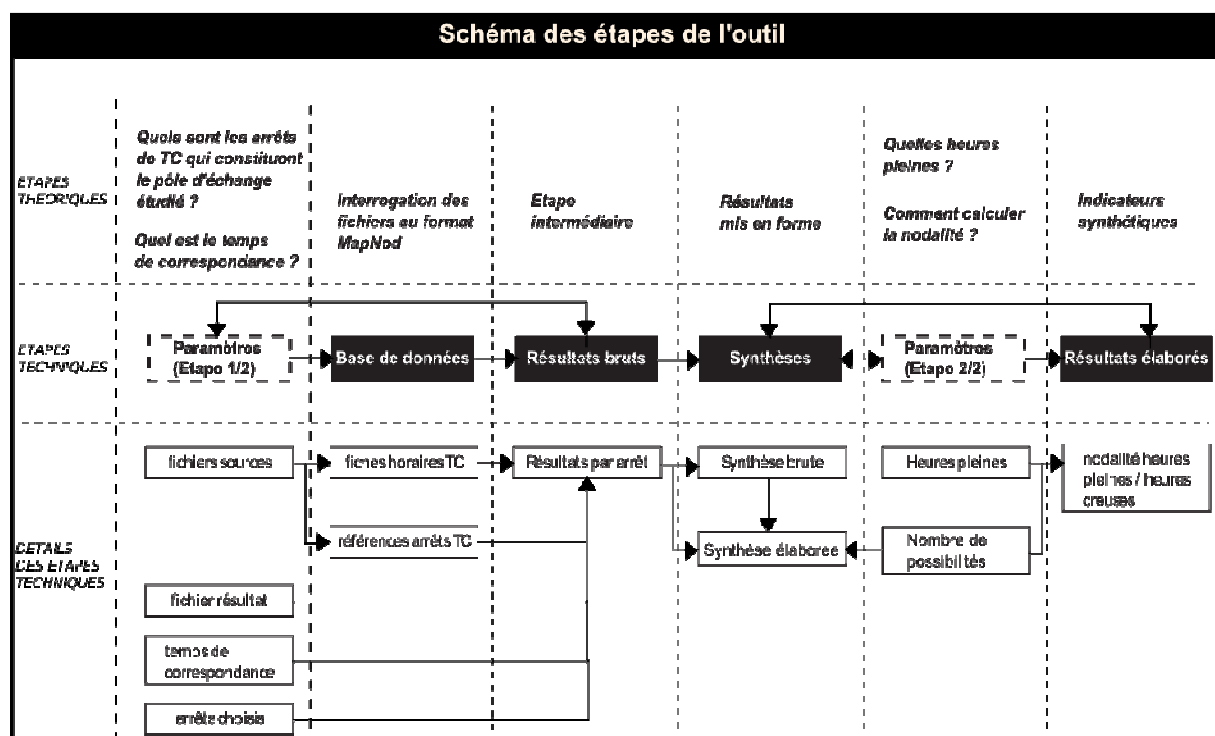 Schéma des étapes de l'outil
ETAPES
THEORIQUES
Quels sont les arrêts
de TC qui constituent
le pôle d'échange
étudié ?
Quel est le temps
de correspondance ?
Interrogation des
fichiers au format
MapNod
Etape
intermédiaire
Résultats
mis en forme
Quelles heures
pleines ?
Comment calculer
la nodalité ?
Indicateurs
synthétiques
ETAPES
TECHNIQUES
Paramètres
(Etape 1/2)
Base de données
Résultats bruts
Synthèses
Paramètres
(Etape 2/2)
Résultats élaborés
DETAILS
DES ETAPES
TECHNIQUES
fichiers sources
fiches horaires TC
Résultats par arrêt
Synthèse brute
Heures pleines
nodalité heures
pleines / heures
creuses
références arrêts TC
Synthèse élaborée
Nombre de
possibilités
fichier résultat
temps de
correspondance
arrêts choisis